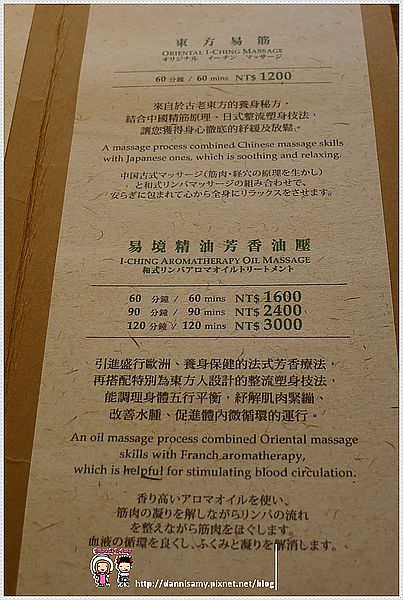 東方易筋
ORIENTAL I-CHING MASSAGE
オリジナル イーチン マッサージ
60 分鐘 / 60 mins NT$ 1200
來自於古老東方的養身秘方，
結合中國精筋原理、日式整流塑身技法，
讓您獲得身心徹底的紓緩及放鬆。
A massage process combined Chinese massage skills
with Japanese ones, which is soothing and relaxing.
中国古式マッサージ（筋肉・経穴の原理を生かし）
と和式リンパマッサージの組み合わせで、
安らぎに包まれて心から全身にリラックスをさせます。
易境精油芳香油壓
I-CHING AROMATHERAPY OIL MASSAGE
和式リンパアロマオイルトリートメント
60 分鐘 / 60 mins NT$ 1600
90 分鐘 / 90 mins NT$ 2400
120 分鐘 / 120 mins NT$ 3000
引進盛行歐洲、養身保健的法式芳香療法，
再搭配特別為東方人設計的整流塑身技法，
能調理身體五行平衡，紓解肌肉緊繃、
改善水腫、促進體內微循環的運行。
An oil massage process combined Oriental massage
skills with Franch aromatherapy,
which is helpful for stimulating blood circulation.
香り高いアロマオイルを使い、
筋肉の凝りを解しながらリンパの流れ
を整えながら筋肉をほぐします。
血液の循環を良くし、ふくみと凝りを解消します。
http://dannisamy.pixnet.net/blog